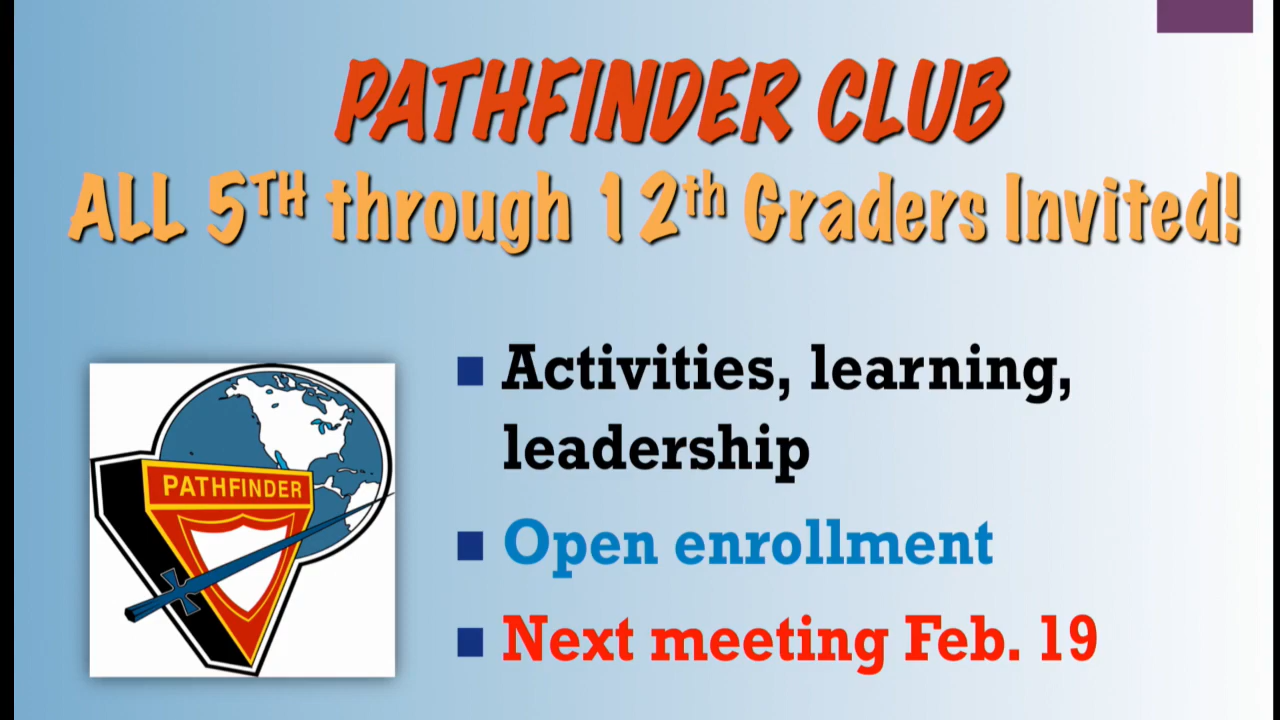 PATHFINDER CLUB
ALL 5TH through 12th Graders Invited!
PATHFINDER
Activities, learning,
leadership
Open enrollment
Next meeting Feb. 19